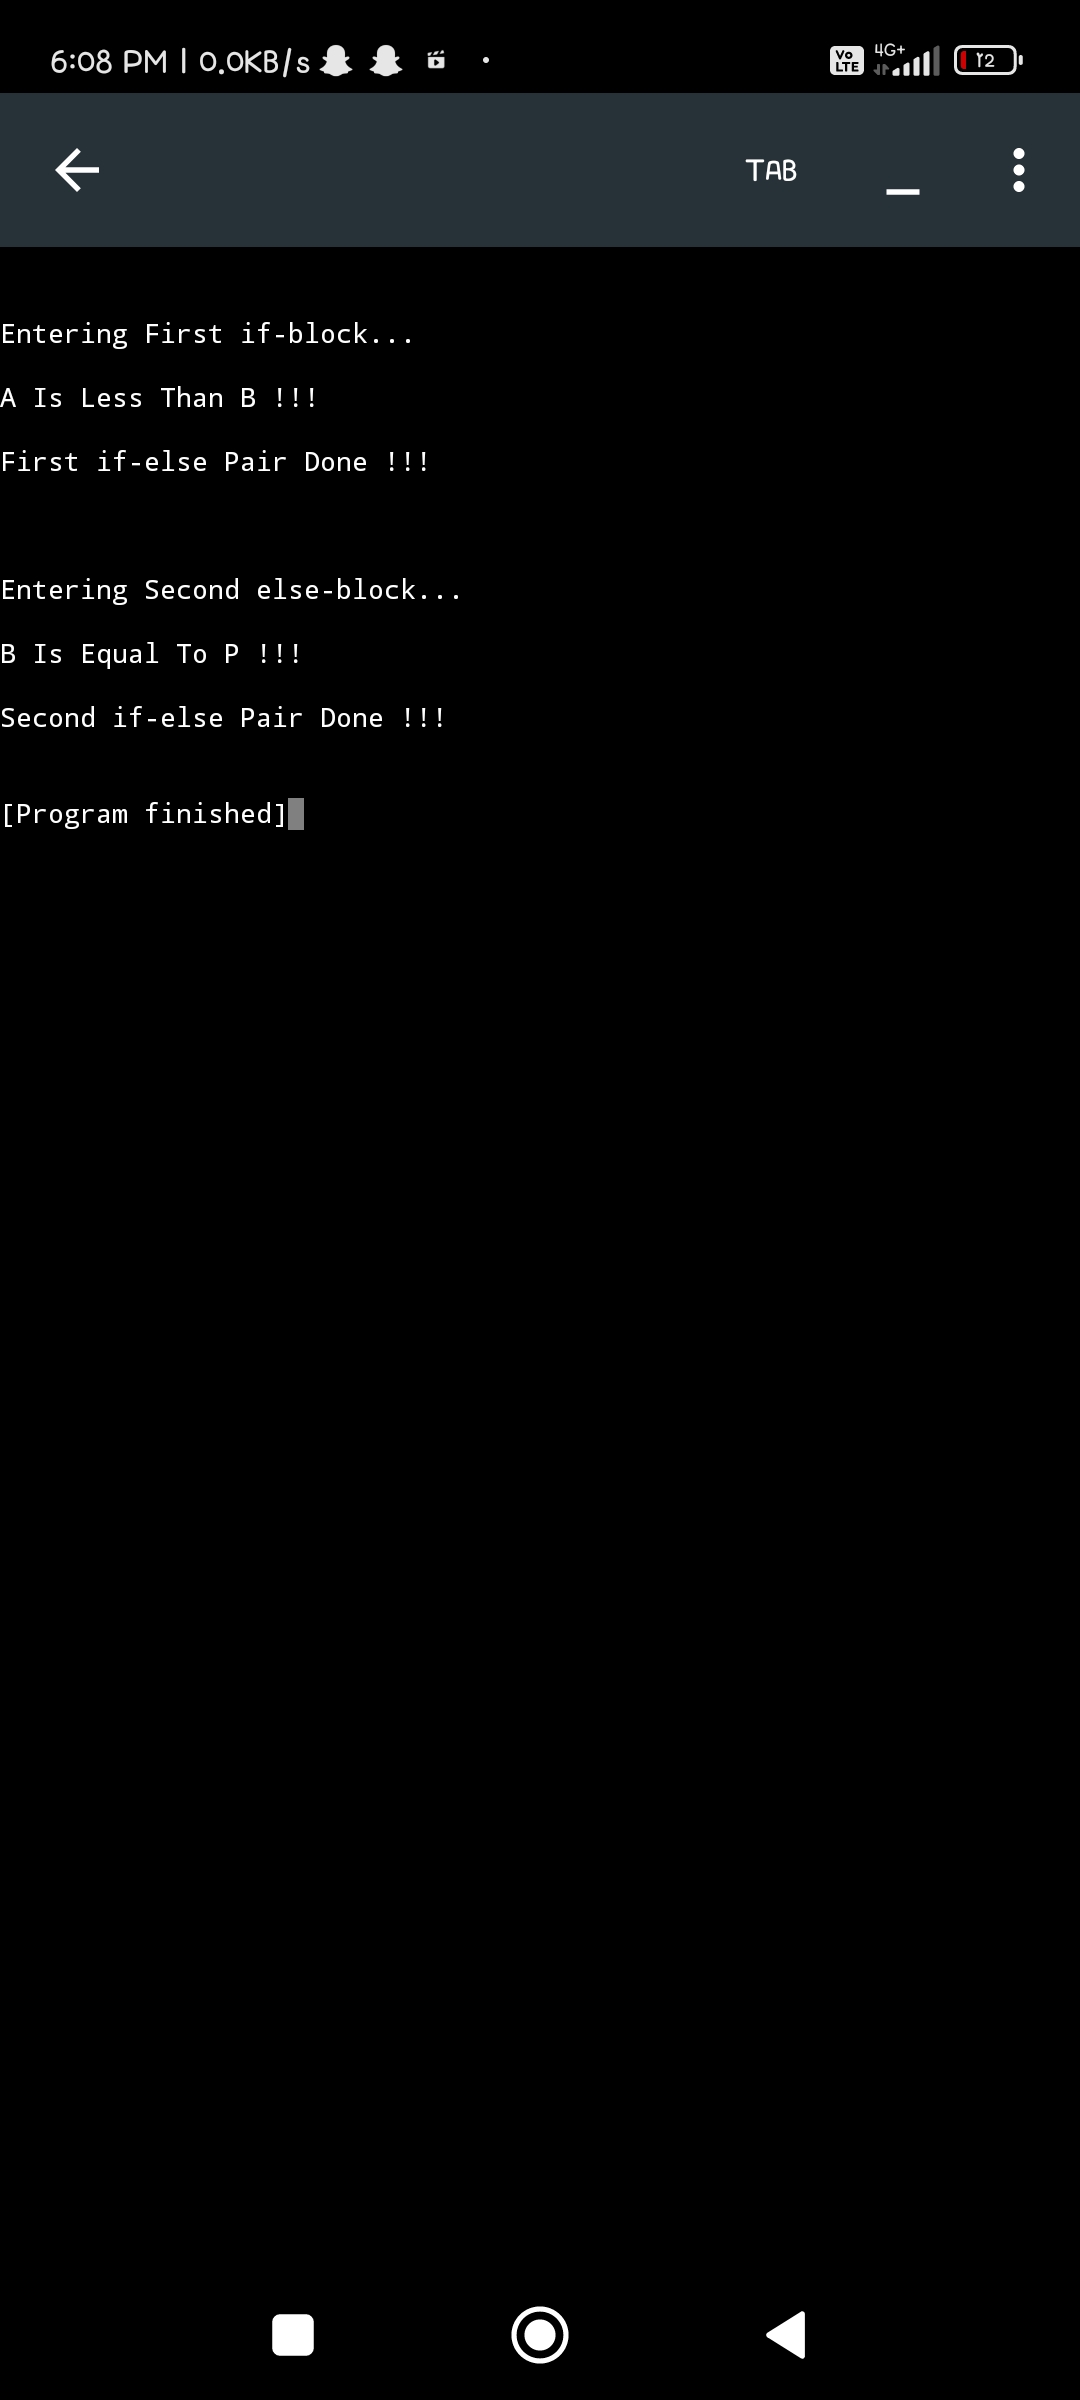 6:08 PM | 0.0KB/s
Vo LTE 4G+ 12
TAB
Entering First if-block...
A Is Less Than B !!!
First if-else Pair Done !!!
Entering Second else-block...
B Is Equal To P !!!
Second if-else Pair Done !!!
[Program finished]